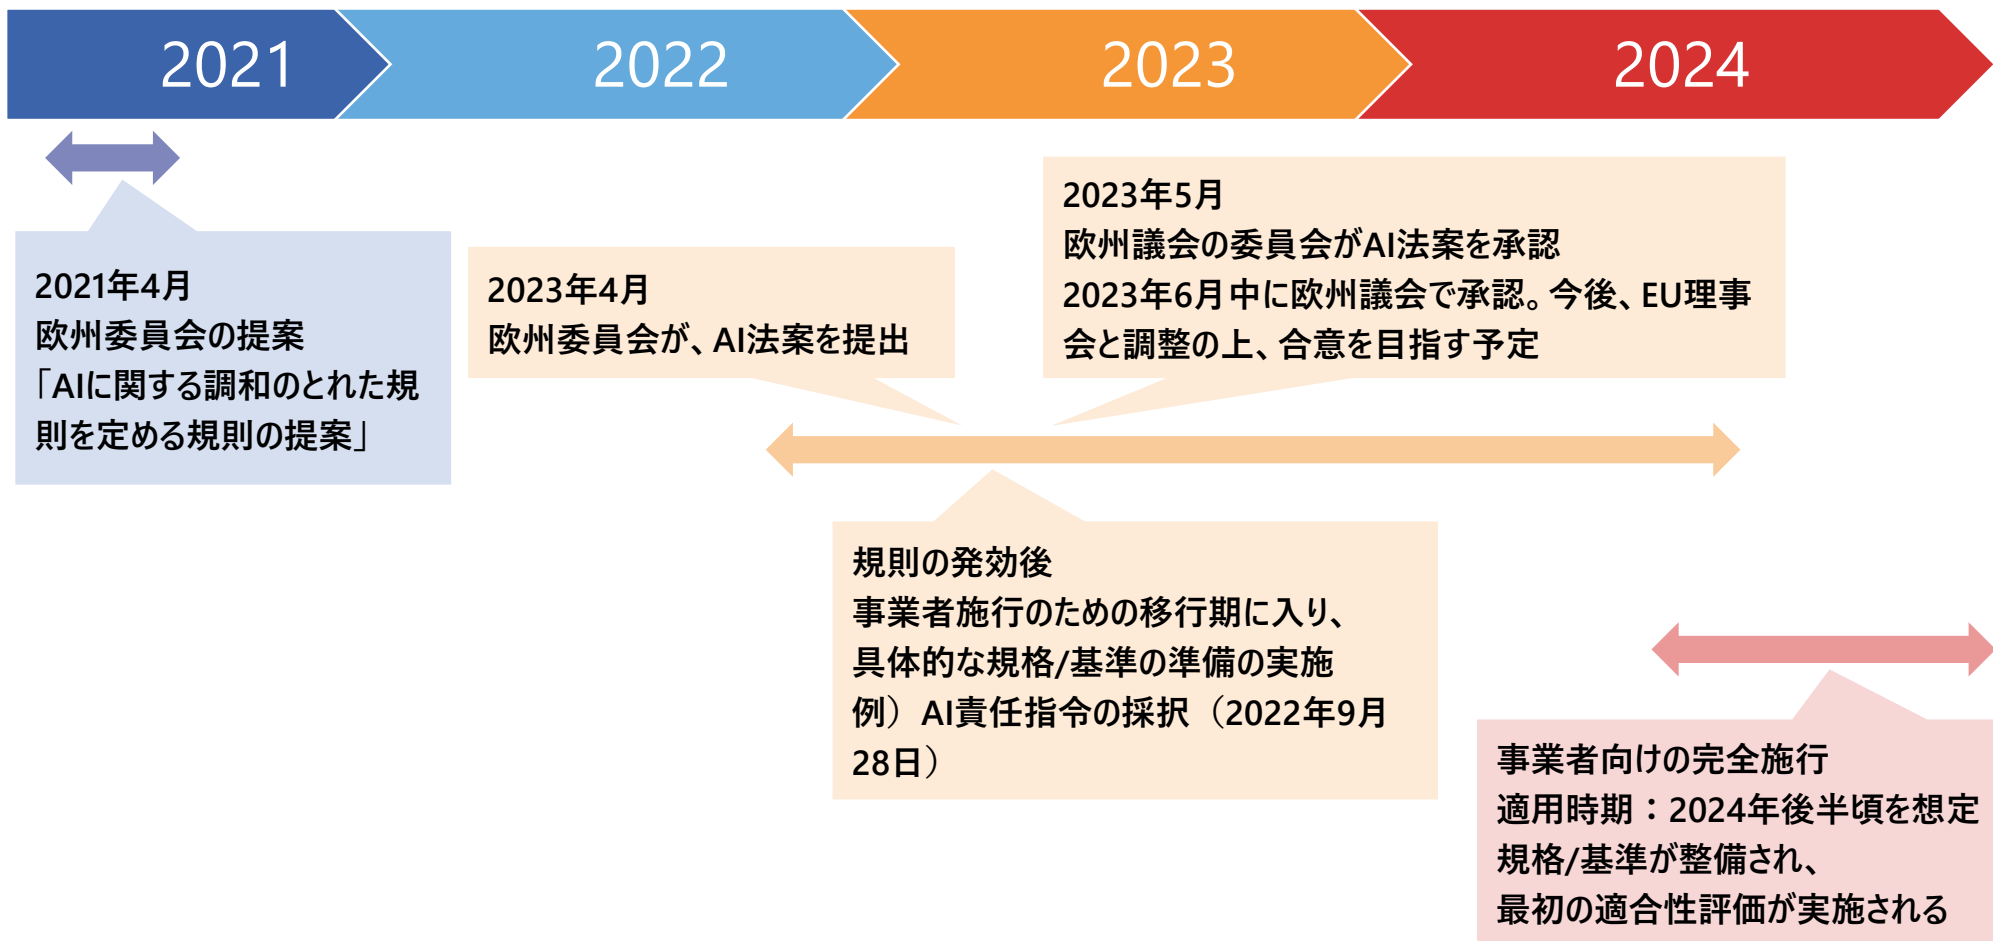 2021
2022
2023
2024
2021年4月
欧州委員会の提案
「AIに関する調和のとれた規
則を定める規則の提案」
2023年4月
欧州委員会が、AI法案を提出
2023年5月
欧州議会の委員会がAI法案を承認
2023年6月中に欧州議会で承認。今後、EU理事
会と調整の上、合意を目指す予定
規則の発効後
事業者施行のための移行期に入り、
具体的な規格/基準の準備の実施
例）AI責任指令の採択（2022年9月
28日）
事業者向けの完全施行
適用時期：2024年後半頃を想定
規格/基準が整備され、
最初の適合性評価が実施される